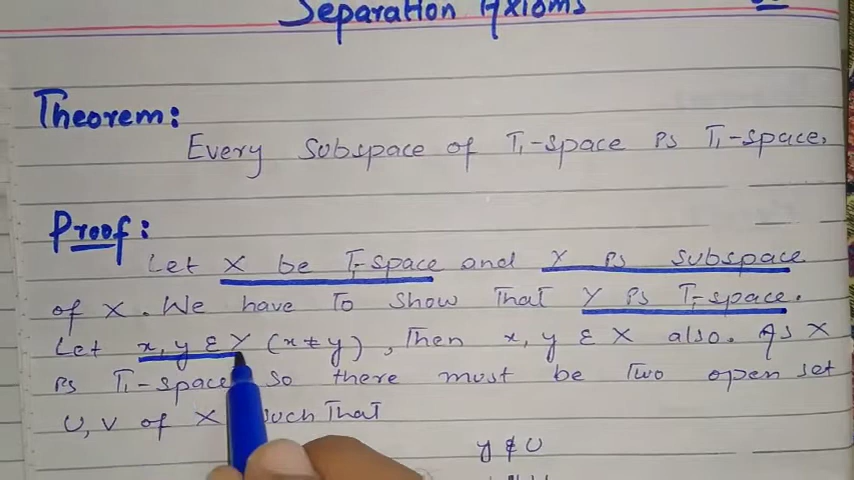 Separation Axioms
Theorem:
Every subspace of T₁-space is T₁-space.
Proof:
Let X be T₁-space and Y is subspace
of X. We have To show That Y is T₁-space.
Let x, y ε Y (x ≠ y), Then x, y ε X also. As X
is T₁-space so there must be Two open set
U, V of X such That
y ∉ U